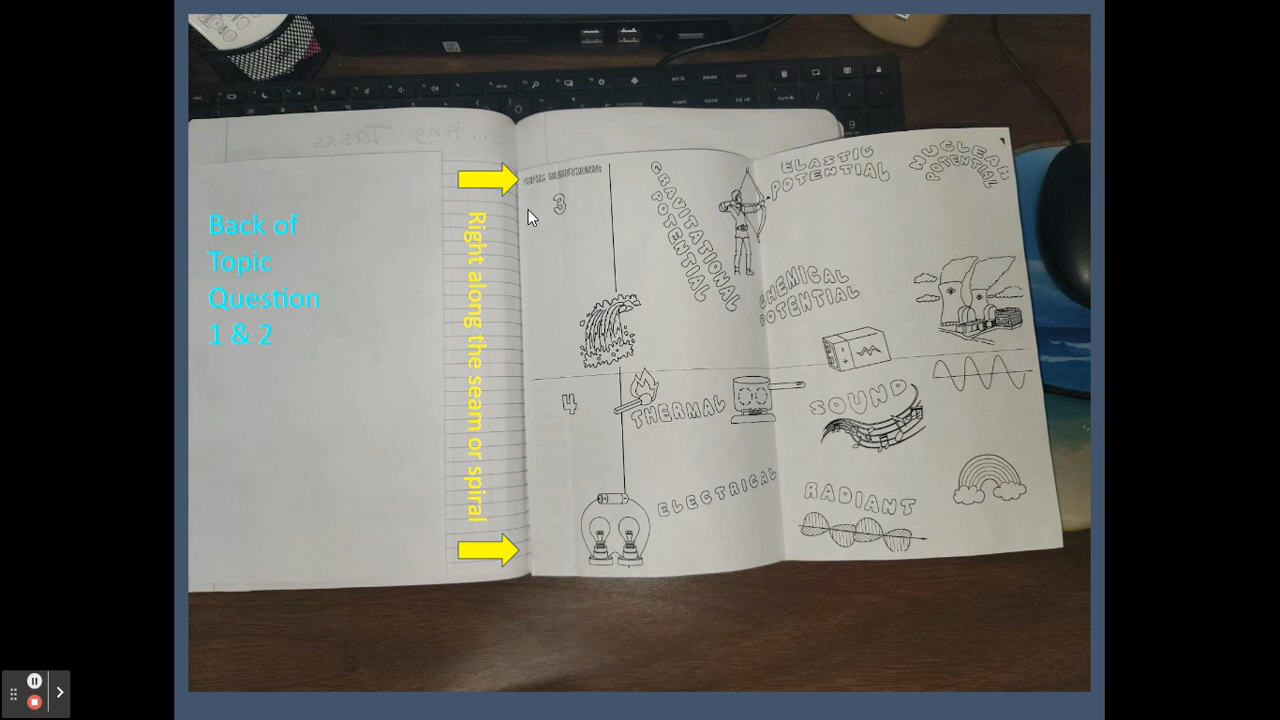 Back of
Topic
Question
1 & 2
Right along the seam or spiral
TOPIC QUESTIONS:
3
GRAVITATIONAL
POTENTIAL
ELASTIC
POTENTIAL
NUCLEAR
POTENTIAL
CHEMICAL
POTENTIAL
4
THERMAL
SOUND
ELECTRICAL
RADIANT